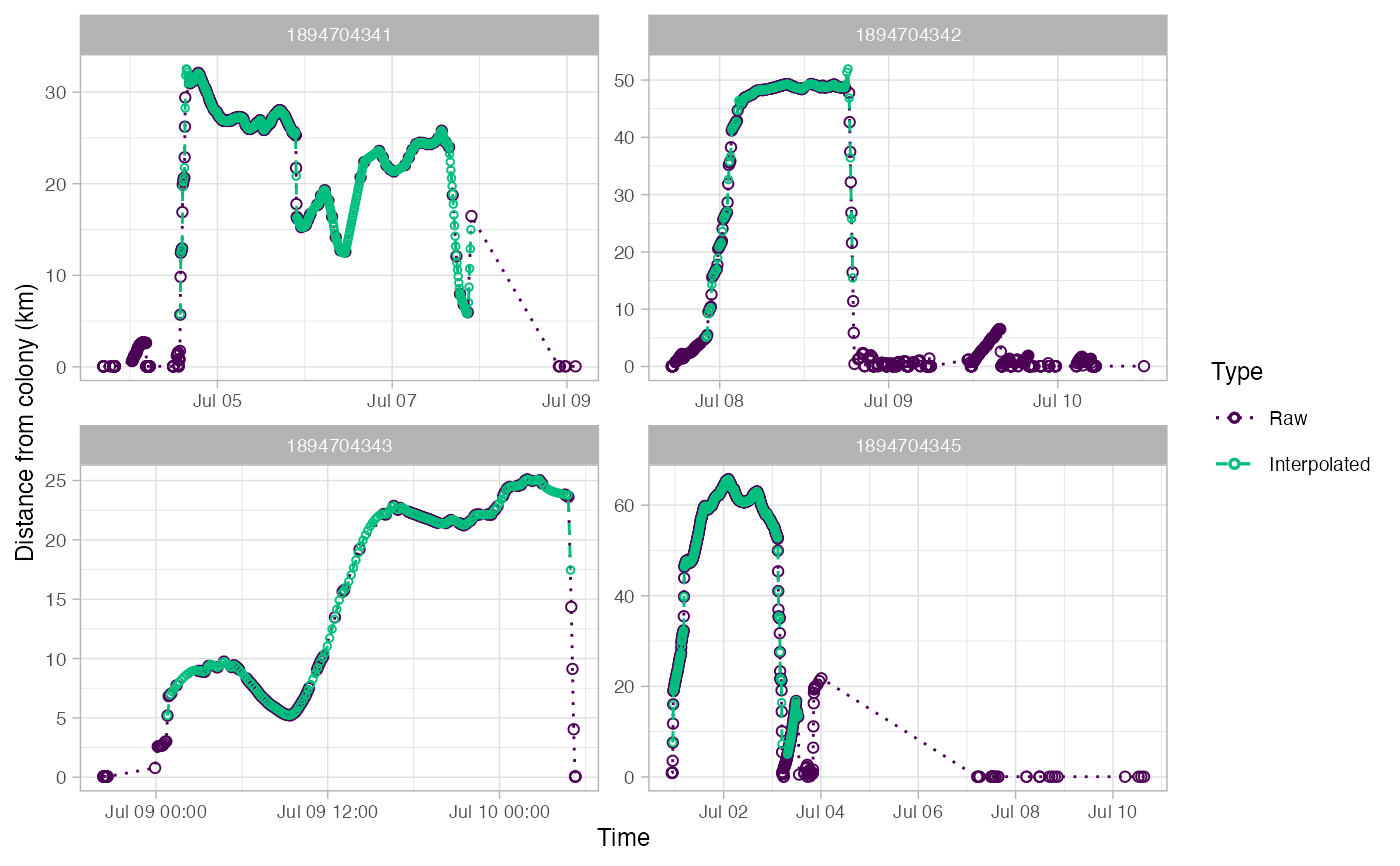 1894704341
1894704342
30
20
10
0
Jul 05
Jul 07
Jul 09
50
40
30
20
10
0
Jul 08
Jul 09
Jul 10
1894704343
1894704345
25
20
15
10
5
0
Jul 09 00:00
Jul 09 12:00
Jul 10 00:00
60
40
20
0
Jul 02
Jul 04
Jul 06
Jul 08
Jul 10
Distance from colony (km)
Time
Type
Raw
Interpolated